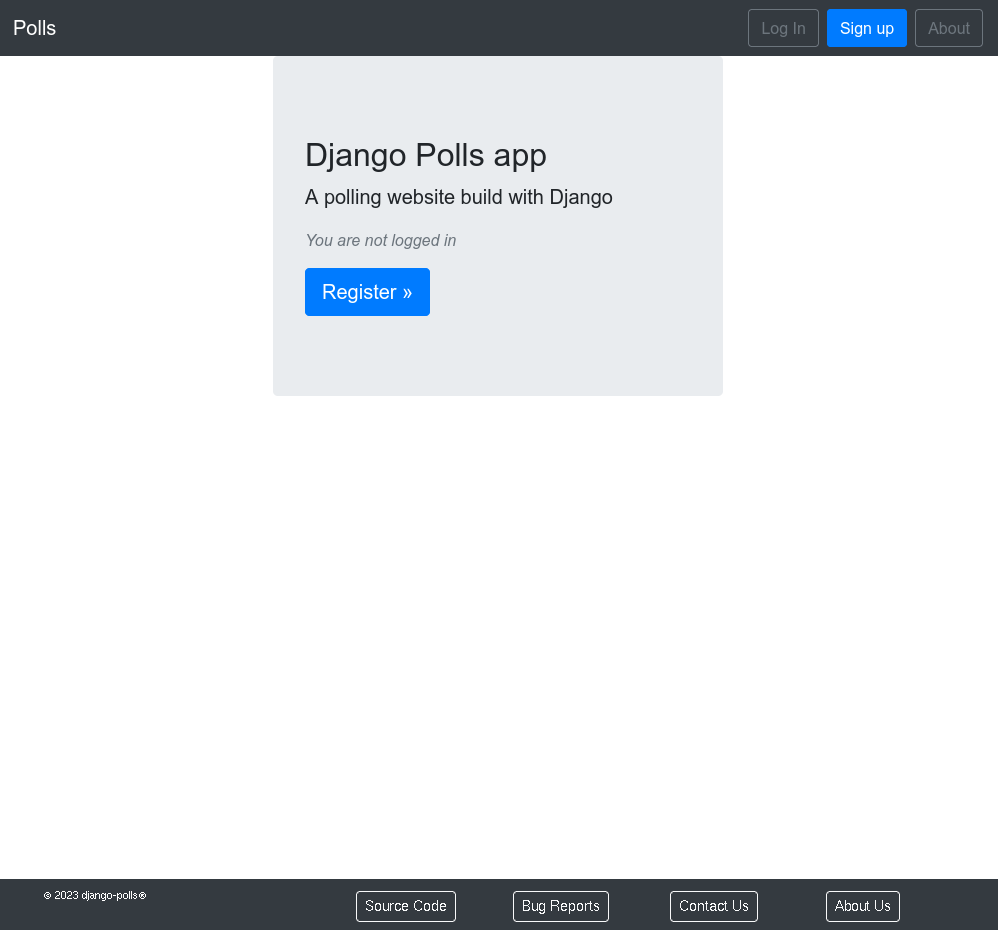 Polls
Log In
Sign up
About
Django Polls app
A polling website build with Django
You are not logged in
Register »
© 2023 django-polls®
Source Code
Bug Reports
Contact Us
About Us